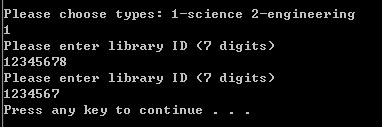 Please choose types: 1-science 2-engineering
1
Please enter library ID (7 digits)
12345678
Please enter library ID (7 digits)
1234567
Press any key to continue . . .